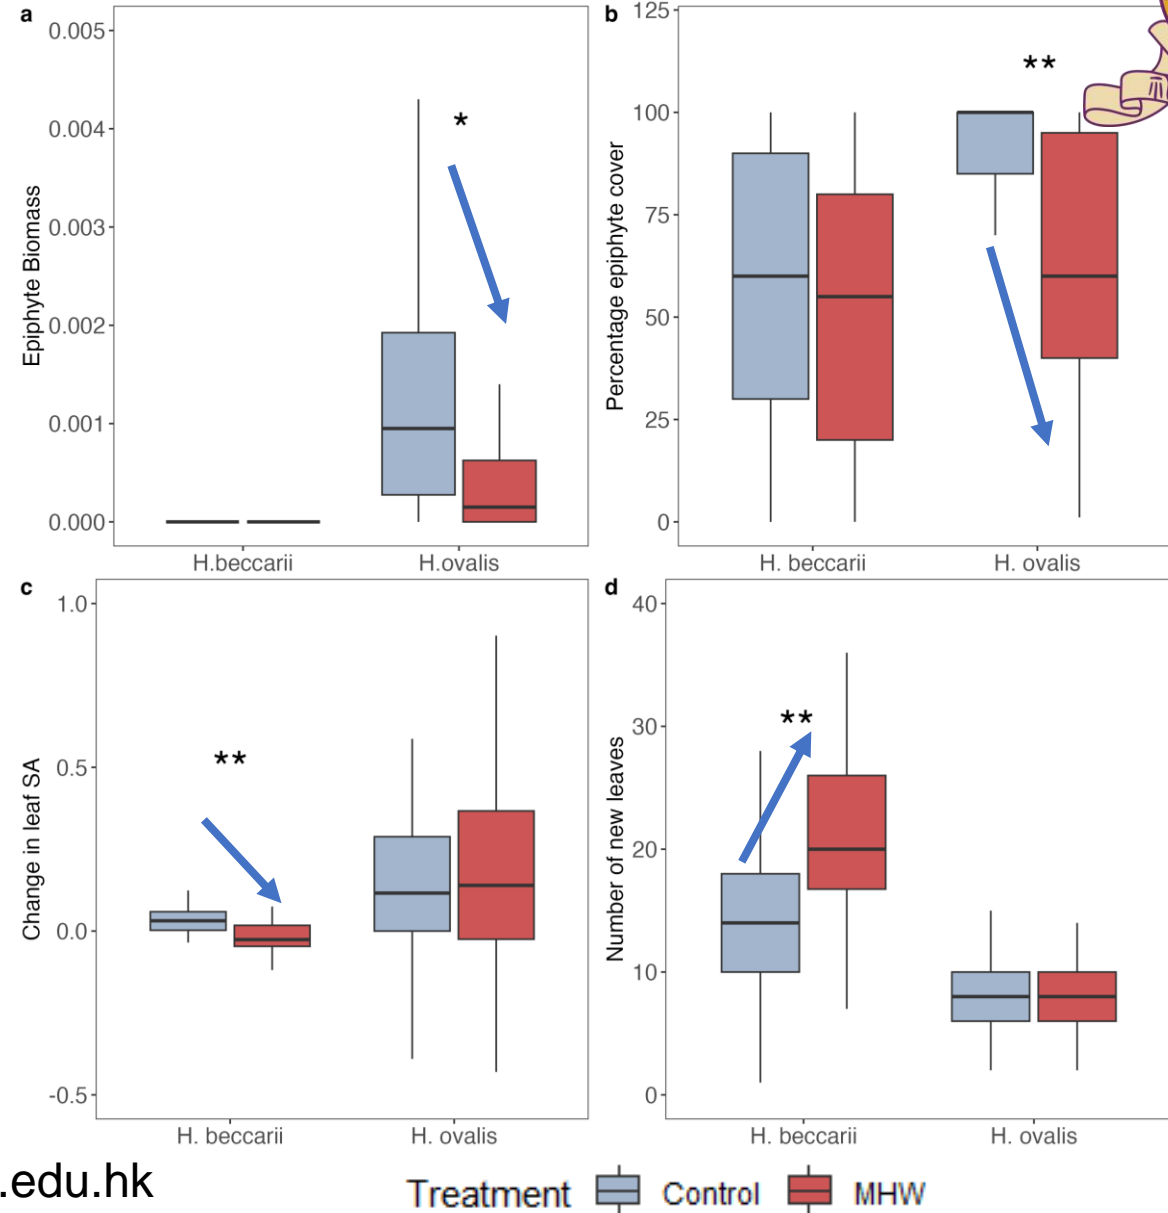 a
0.005
0.004
0.003
0.002
0.001
0.000
Epiphyte Biomass
*
H.beccarii
H.ovalis
b
125
100
75
50
25
0
Percentage epiphyte cover
**
H. beccarii
H. ovalis
c
1.0
0.5
0.0
-0.5
Change in leaf SA
**
H. beccarii
H. ovalis
d
40
30
20
10
0
Number of new leaves
**
H. beccarii
H. ovalis
.edu.hk
Treatment Control MHW